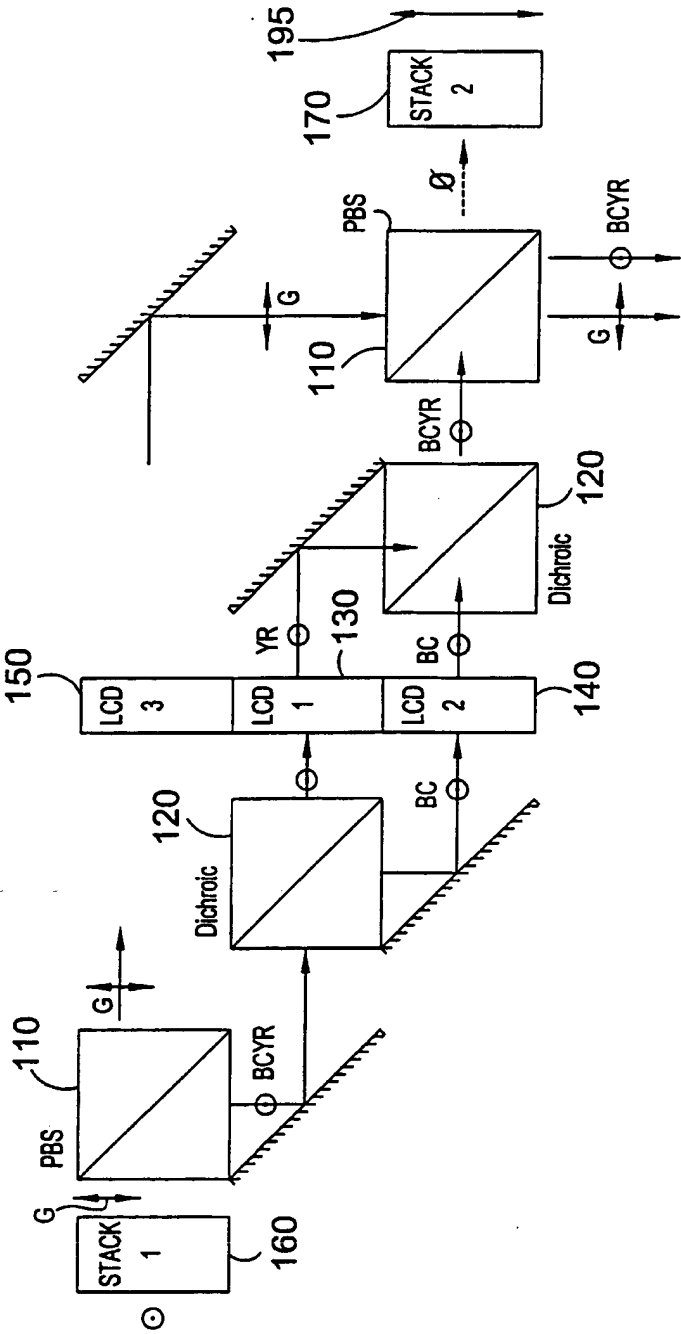 STACK
1
160
G
PBS
110
G
BCYR
Dichroic
120
BC
150
LCD
3
LCD
1
130
LCD
2
140
YR
BC
Dichroic
120
BCYR
G
110
PBS
Ø
G
BCYR
STACK
2
170
195